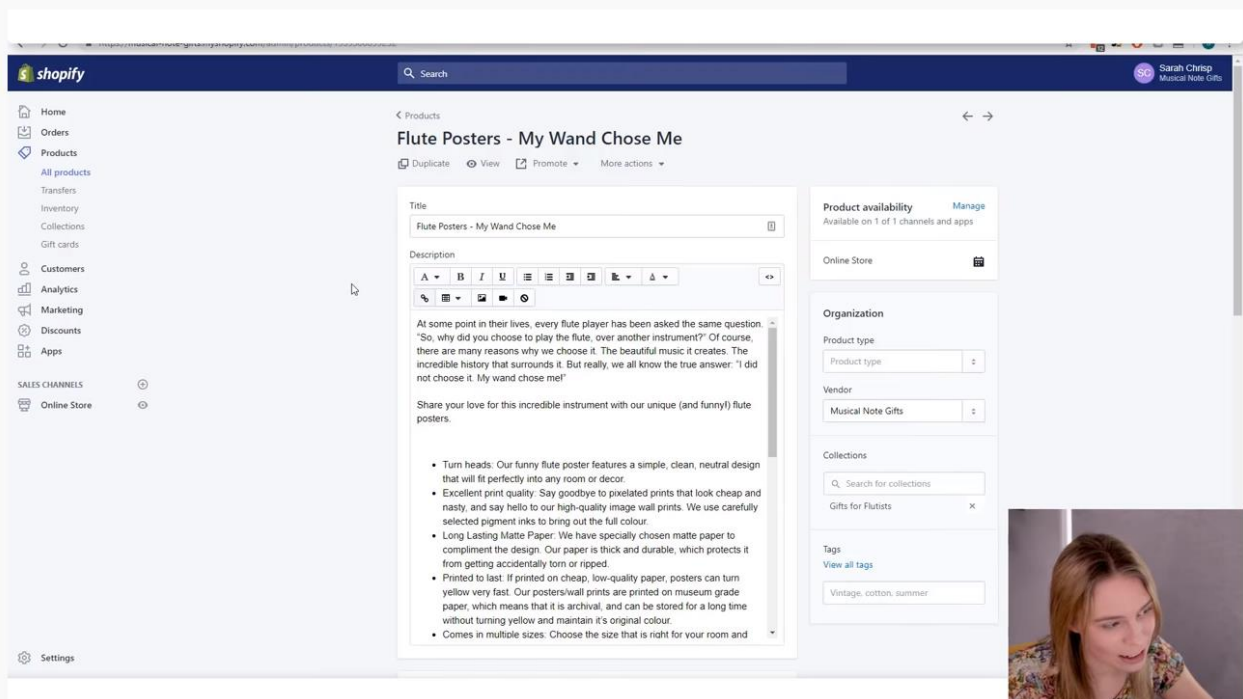 shopify
Search
SC
Sarah Chrisp
Musical Note Gifts
Home
Orders
Products
All products
Transfers
Inventory
Collections
Gift cards
Customers
Analytics
Marketing
Discounts
Apps
SALES CHANNELS
Online Store
Settings
Products
Flute Posters - My Wand Chose Me
Duplicate View Promote More actions
Title
Flute Posters - My Wand Chose Me
Description
A B I U A
At some point in their lives, every flute player has been asked the same question.
"So, why did you choose to play the flute, over another instrument?" Of course,
there are many reasons why we choose it. The beautiful music it creates. The
incredible history that surrounds it. But really, we all know the true answer: "I did
not choose it. My wand chose me!"
Share your love for this incredible instrument with our unique (and funny!) flute
posters.
• Turn heads: Our funny flute poster features a simple, clean, neutral design
that will fit perfectly into any room or decor.
• Excellent print quality: Say goodbye to pixelated prints that look cheap and
nasty, and say hello to our high-quality image wall prints. We use carefully
selected pigment inks to bring out the full colour.
• Long Lasting Matte Paper: We have specially chosen matte paper to
compliment the design. Our paper is thick and durable, which protects it
from getting accidentally torn or ripped.
• Printed to last: If printed on cheap, low-quality paper, posters can turn
yellow very fast. Our posters/wall prints are printed on museum grade
paper, which means that it is archival, and can be stored for a long time
without turning yellow and maintain it's original colour.
• Comes in multiple sizes: Choose the size that is right for your room and
Product availability Manage
Available on 1 of 1 channels and apps
Online Store
Organization
Product type
Product type
Vendor
Musical Note Gifts
Collections
Search for collections
Gifts for Flutists
Tags
View all tags
Vintage, cotton, summer